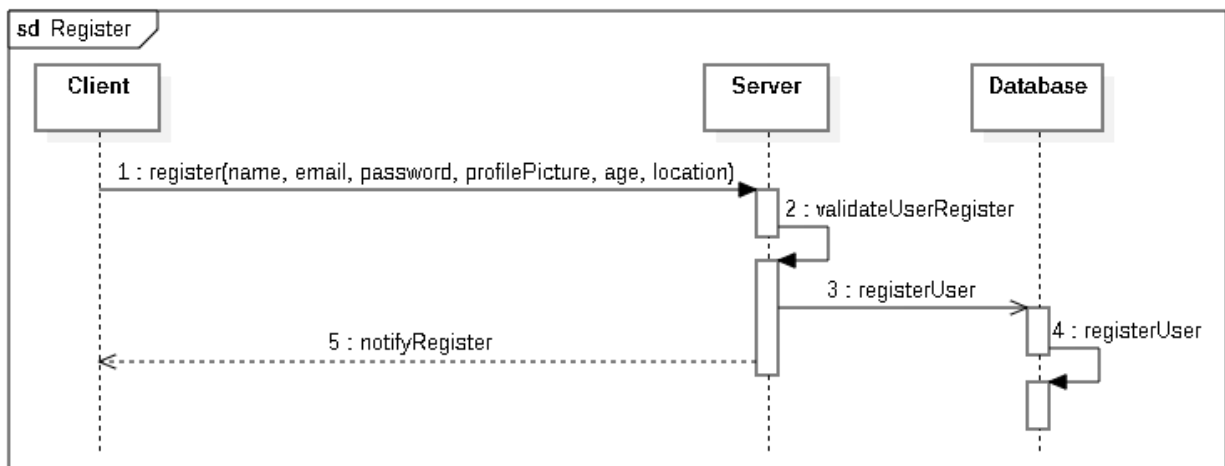 sd Register
Client
Server
Database
1 : register(name, email, password, profilePicture, age, location)
2 : validateUserRegister
3 : registerUser
4 : registerUser
5 : notifyRegister